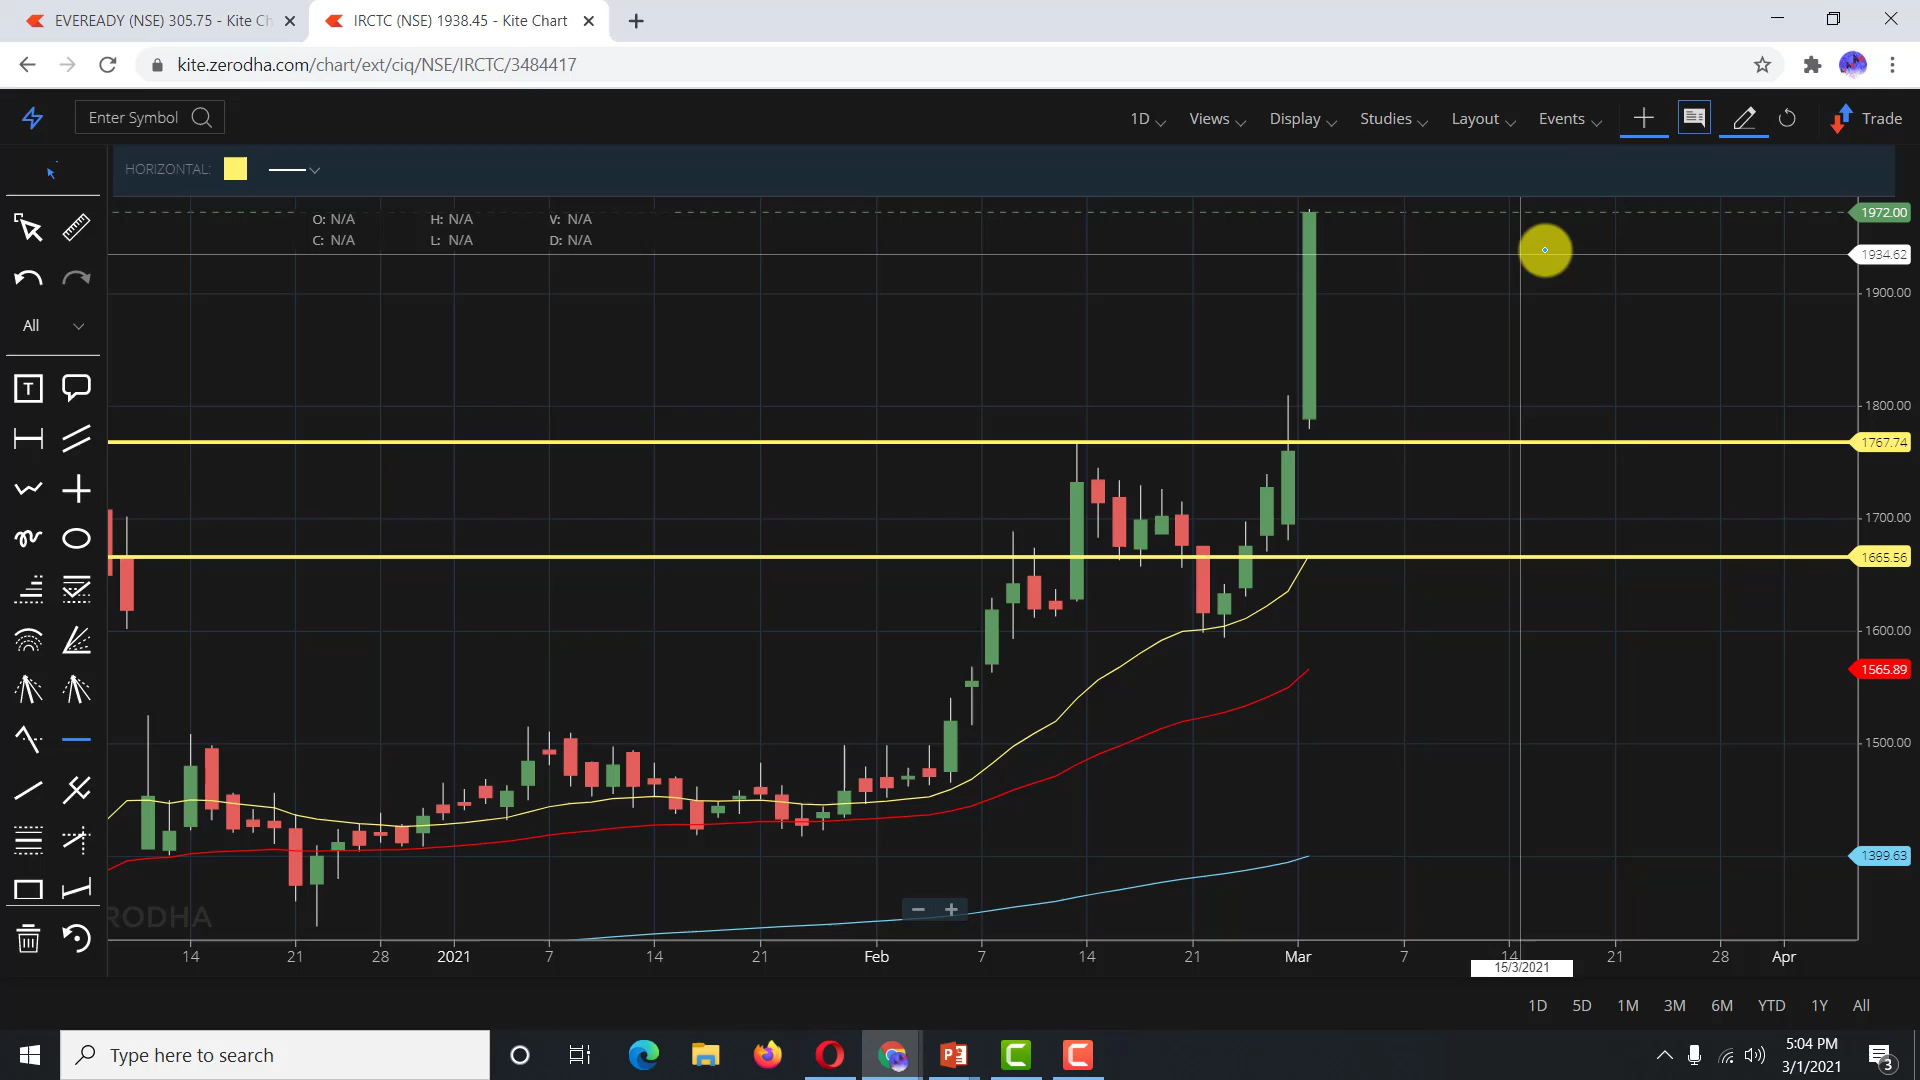 EVEREADY (NSE) 305.75 - Kite Ch
IRCTC (NSE) 1938.45 - Kite Chart
kite.zerodha.com/chart/ext/ciq/NSE/IRCTC/3484417
Enter Symbol
1D Views Display Studies Layout Events Trade
HORIZONTAL:
O: N/A H: N/A V: N/A
C: N/A L: N/A D: N/A
All
T
1972.00
1934.62
1900.00
1800.00
1767.74
1700.00
1665.56
1600.00
1565.89
1500.00
1399.63
RODHA
14 21 28 2021 7 14 21 Feb 7 14 21 Mar 7 14 21 28 Apr
15/3/2021
1D 5D 1M 3M 6M YTD 1Y All
Type here to search
5:04 PM
3/1/2021
3